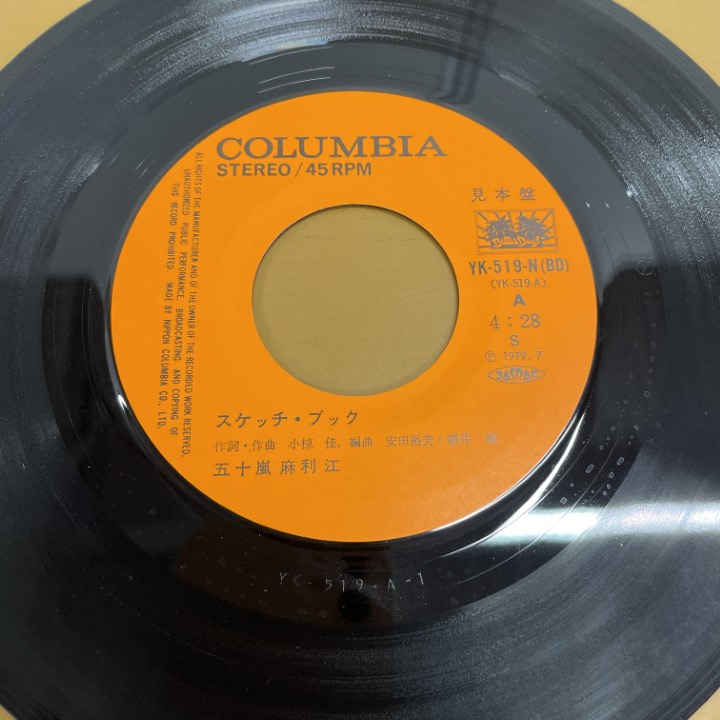 COLUMBIA
STEREO/45RPM
見本盤
YK-519-N(BD)
(YK-519-A)
A
4:28
S
Ⓟ 1979.7
JASRAC
ALL RIGHTS OF THE MANUFACTURER AND OF THE OWNER OF THE RECORDED WORK RESERVED.
UNAUTHORIZED PUBLIC PERFORMANCE, BROADCASTING AND COPYING OF
THIS RECORD PROHIBITED. MADE BY NIPPON COLUMBIA CO., LTD.
スケッチ・ブック
作詞・作曲 小椋 佳, 編曲 安田裕美・
五十嵐 麻利江
YK-519-A-1